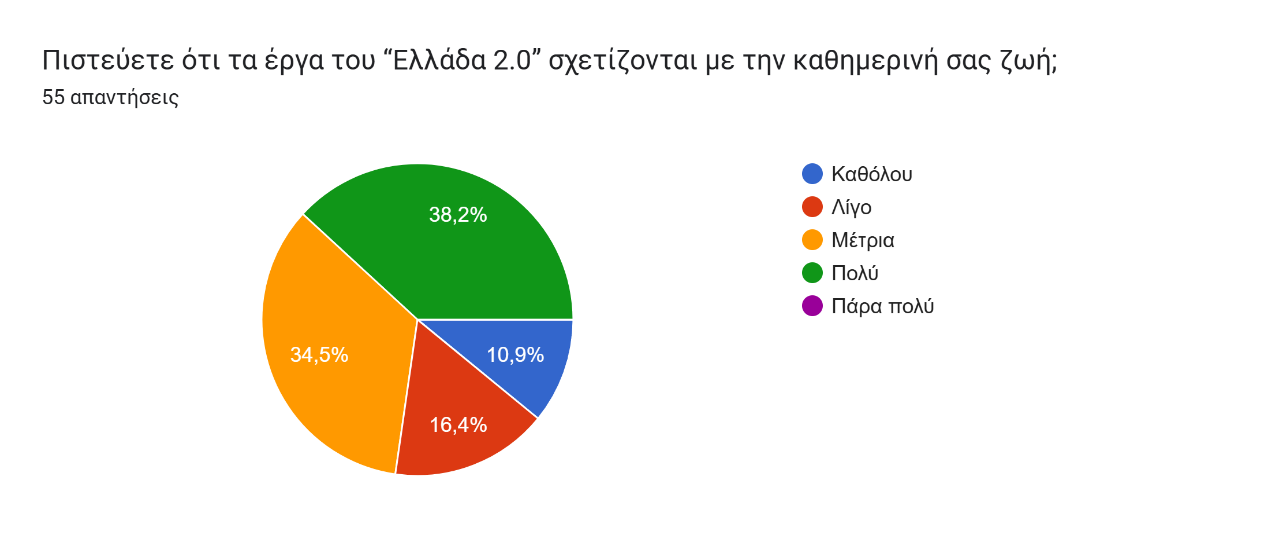 Πιστεύετε ότι τα έργα του “Ελλάδα 2.0” σχετίζονται με την καθημερινή σας ζωή;
55 απαντήσεις
38,2%
34,5%
10,9%
16,4%
Καθόλου
Λίγο
Μέτρια
Πολύ
Πάρα πολύ